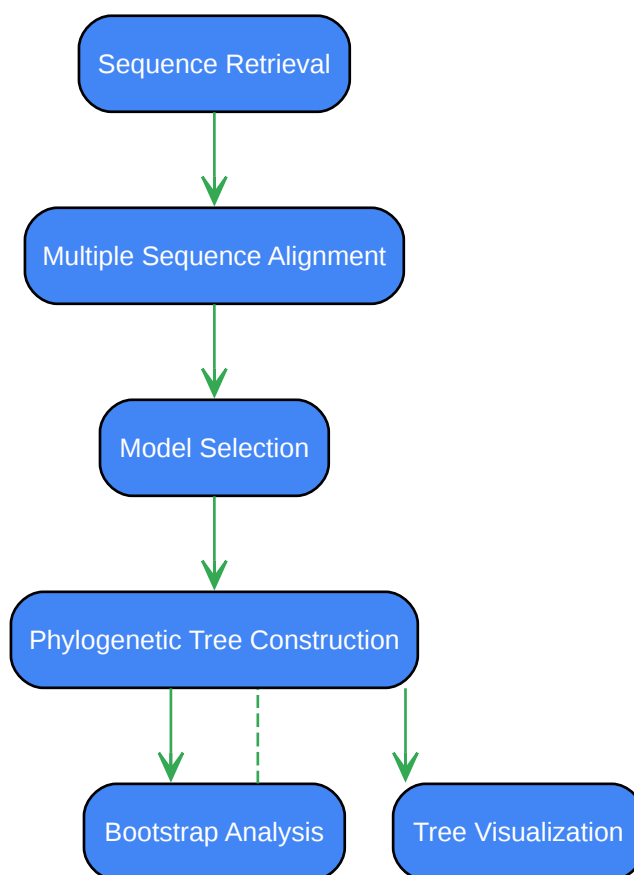 Sequence Retrieval
Multiple Sequence Alignment
Model Selection
Phylogenetic Tree Construction
Bootstrap Analysis
Tree Visualization